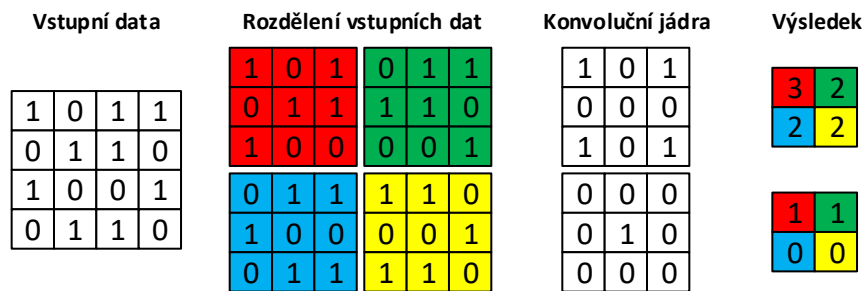 Vstupní data
Rozdělení vstupních dat
Konvoluční jádra
Výsledek
1 0 1 1
0 1 1 0
1 0 0 1
0 1 1 0
1 0 1
0 1 1
1 0 0
0 1 1
1 1 0
0 0 1
0 1 1
1 0 0
0 1 1
1 1 0
0 0 1
1 1 0
1 0 1
0 0 0
1 0 1
0 0 0
0 1 0
0 0 0
3 2
2 2
1 1
0 0